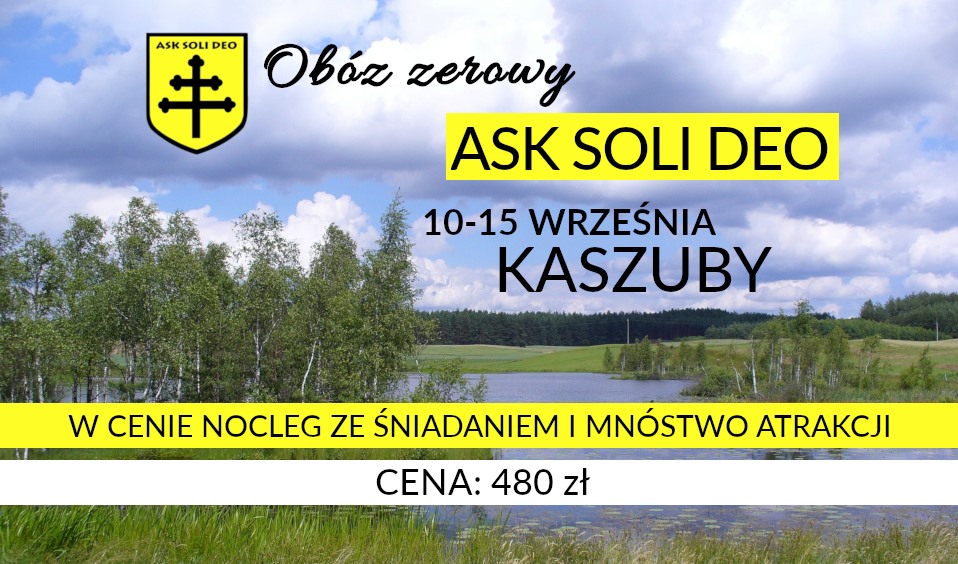 ASK SOLI DEO
Obóz zerowy
ASK SOLI DEO
10-15 WRZEŚNIA
KASZUBY
W CENIE NOCLEG ZE ŚNIADANIEM I MNÓSTWO ATRAKCJI
CENA: 480 zł